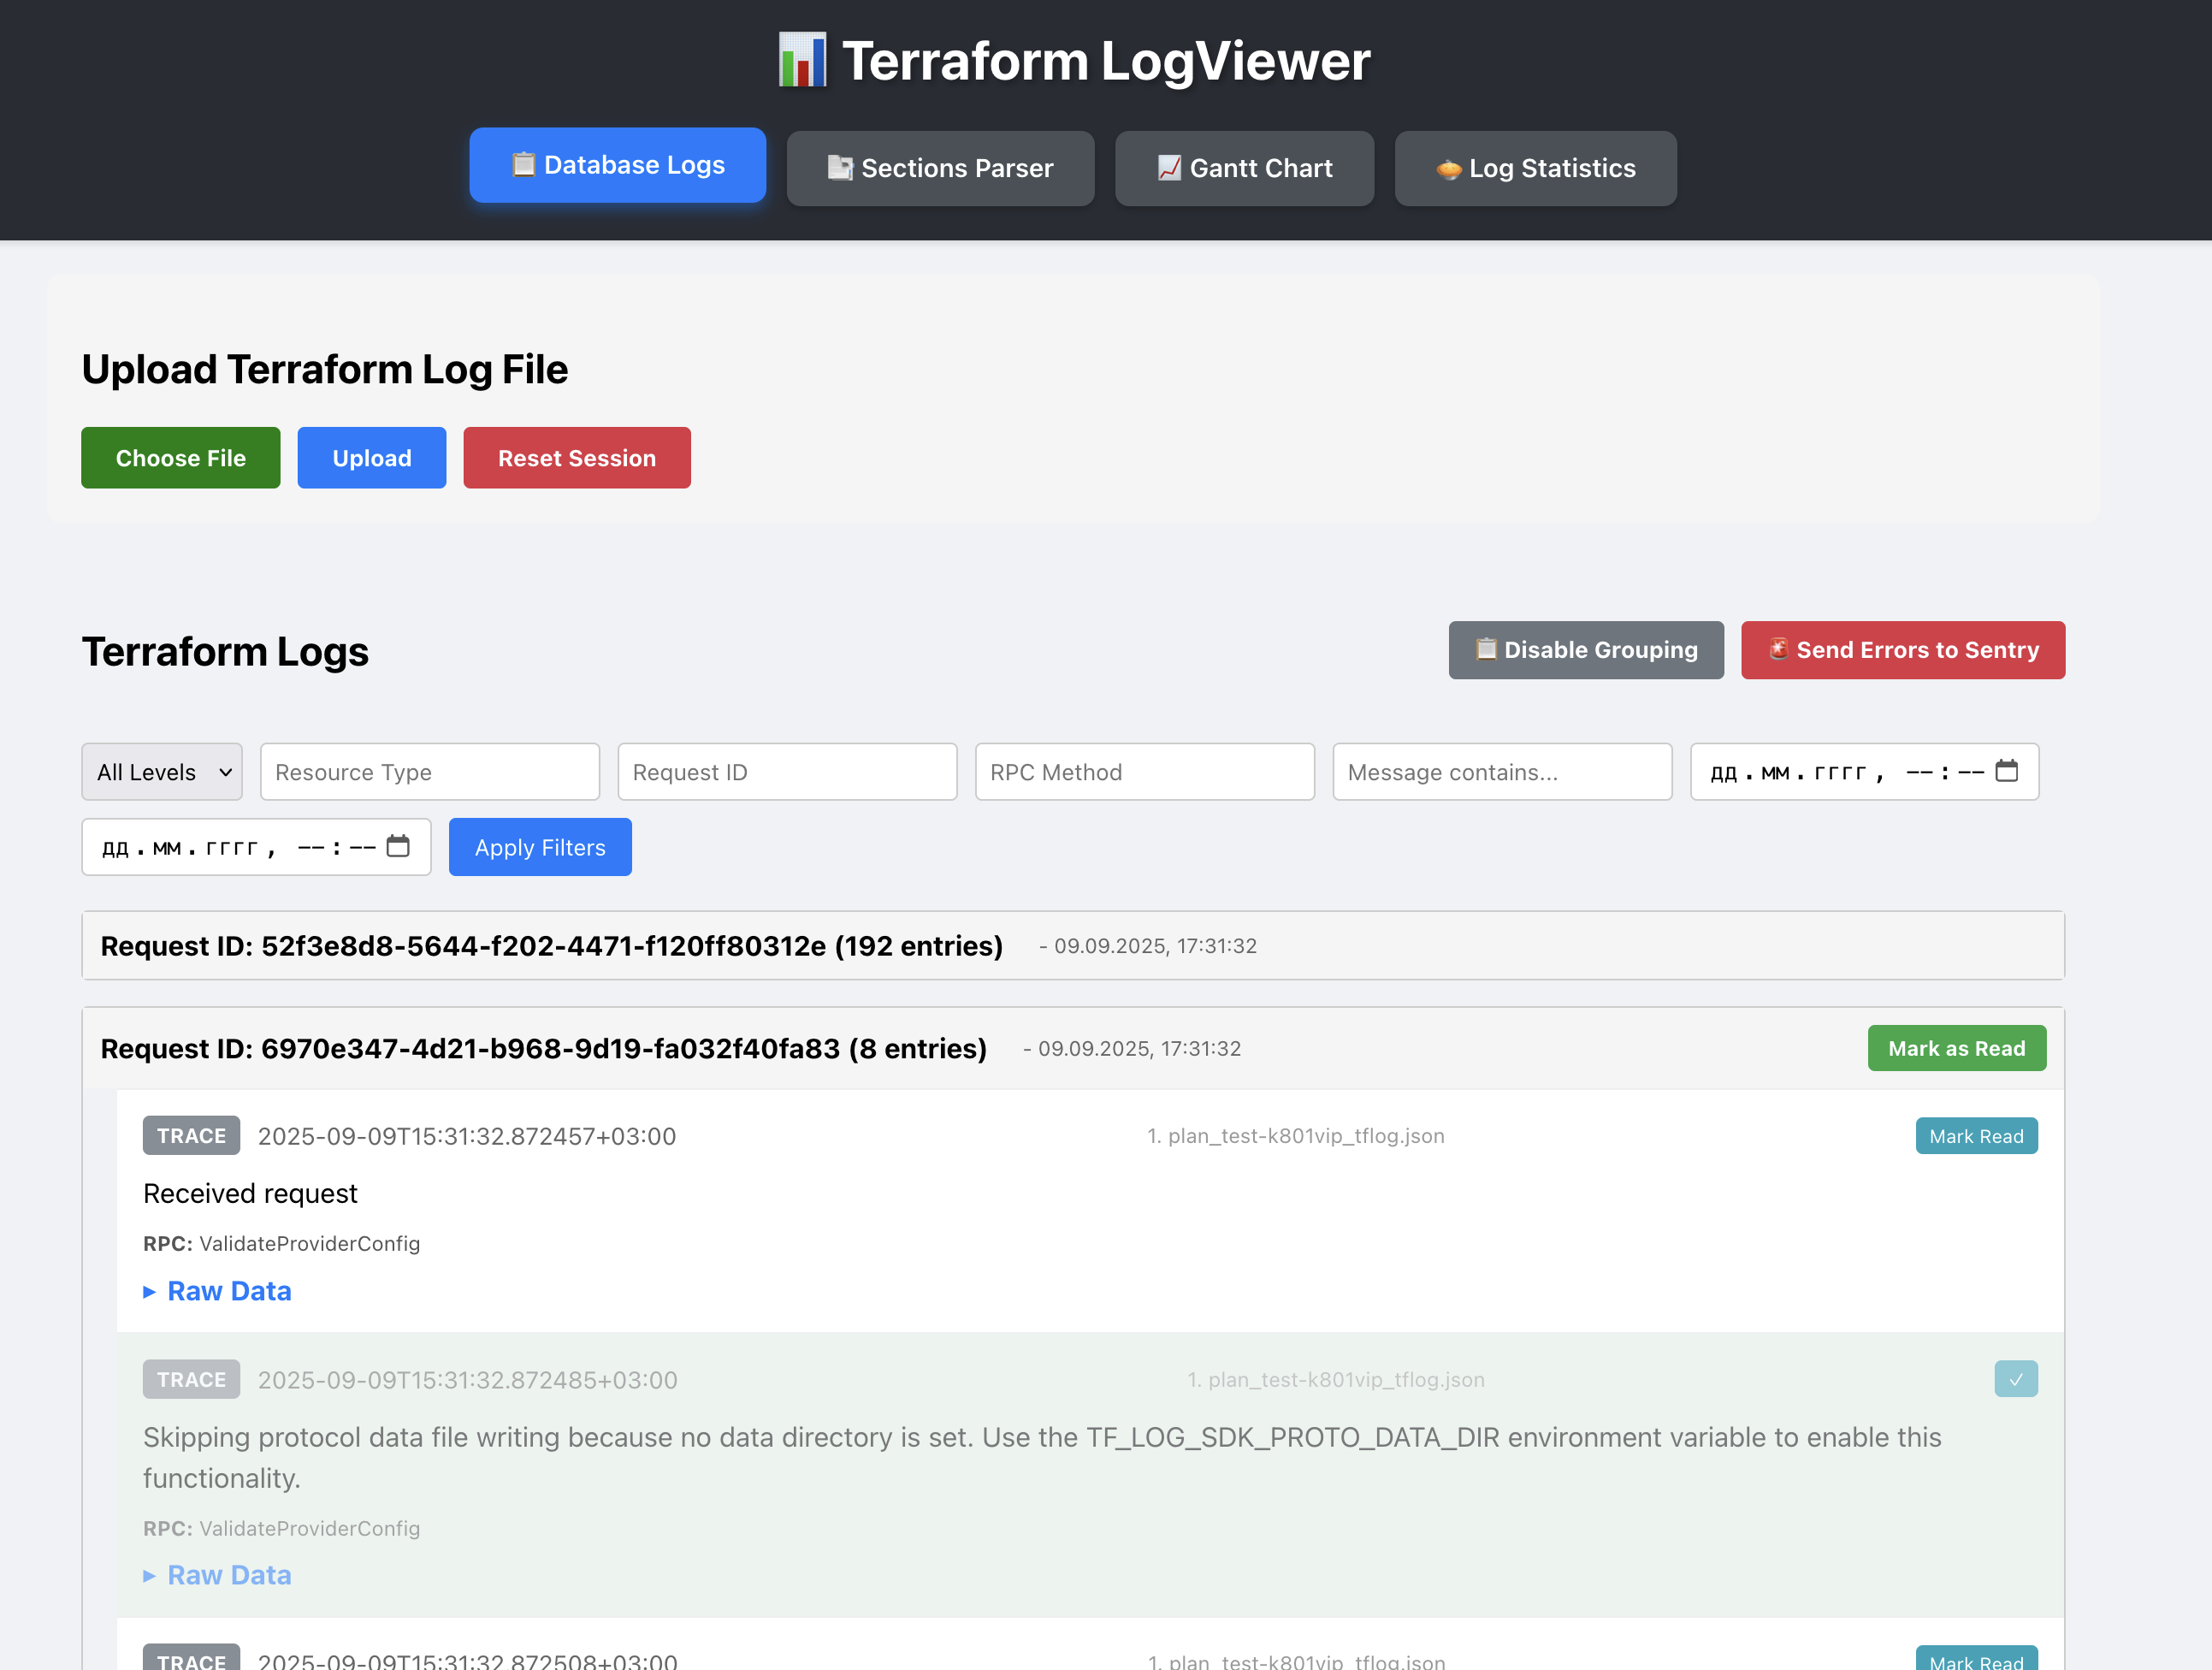 Terraform LogViewer
Database Logs
Sections Parser
Gantt Chart
Log Statistics
Upload Terraform Log File
Choose File
Upload
Reset Session
Terraform Logs
Disable Grouping
Send Errors to Sentry
All Levels
Resource Type
Request ID
RPC Method
Message contains...
дд.мм.гггг, --:--
дд.мм.гггг, --:--
Apply Filters
Request ID: 52f3e8d8-5644-f202-4471-f120ff80312e (192 entries) - 09.09.2025, 17:31:32
Request ID: 6970e347-4d21-b968-9d19-fa032f40fa83 (8 entries) - 09.09.2025, 17:31:32
Mark as Read
TRACE 2025-09-09T15:31:32.872457+03:00 1. plan_test-k801vip_tflog.json Mark Read
Received request
RPC: ValidateProviderConfig
▸ Raw Data
TRACE 2025-09-09T15:31:32.872485+03:00 1. plan_test-k801vip_tflog.json ✓
Skipping protocol data file writing because no data directory is set. Use the TF_LOG_SDK_PROTO_DATA_DIR environment variable to enable this
functionality.
RPC: ValidateProviderConfig
▸ Raw Data
TRACE 2025-09-09T15:31:32.872508+03:00 1. plan_test-k801vip_tflog.json Mark Read